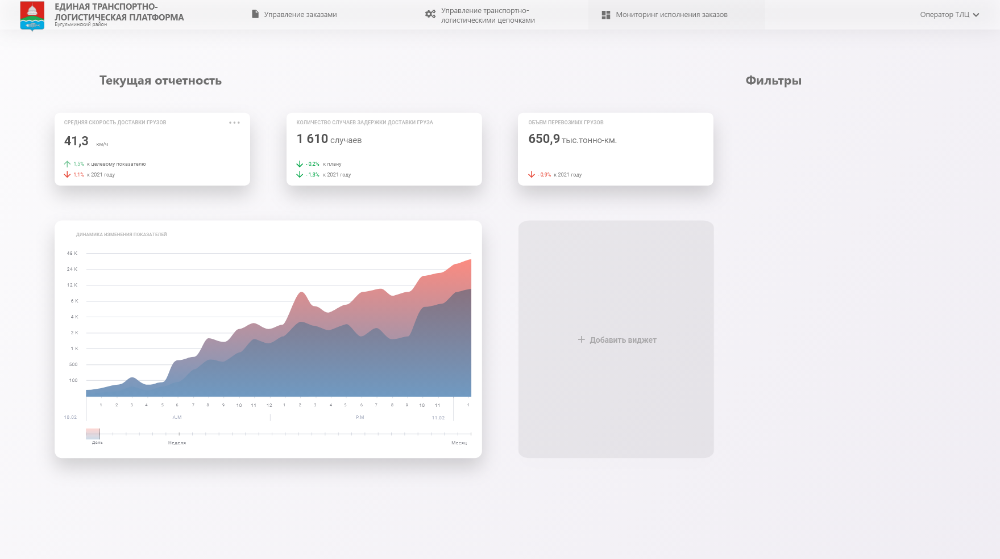 ЕДИНАЯ ТРАНСПОРТНО-
ЛОГИСТИЧЕСКАЯ ПЛАТФОРМА
Бугульминский район
Управление заказами
Управление транспортно-
логистическими цепочками
Мониторинг исполнения заказов
Оператор ТЛЦ
Текущая отчетность
Фильтры
СРЕДНЯЯ СКОРОСТЬ ДОСТАВКИ ГРУЗОВ
41,3 км/ч
1,5% к целевому показателю
1,1% к 2021 году
КОЛИЧЕСТВО СЛУЧАЕВ ЗАДЕРЖКИ ДОСТАВКИ ГРУЗА
1 610 случаев
- 0,2% к плану
- 1,3% к 2021 году
ОБЪЕМ ПЕРЕВОЗИМХ ГРУЗОВ
650,9 тыс.тонно-км.
- 0,9% к 2021 году
ДИНАМИКА ИЗМЕНЕНИЯ ПОКАЗАТЕЛЕЙ
48 K
24 K
12 K
6 K
4 K
2 K
1 K
500
100
1 2 3 4 5 6 7 8 9 10 11 12 1 2 3 4 5 6 7 8 9 10 11 1
10.02 A.M P.M 11.02
День Неделя Месяц
+ Добавить виджет